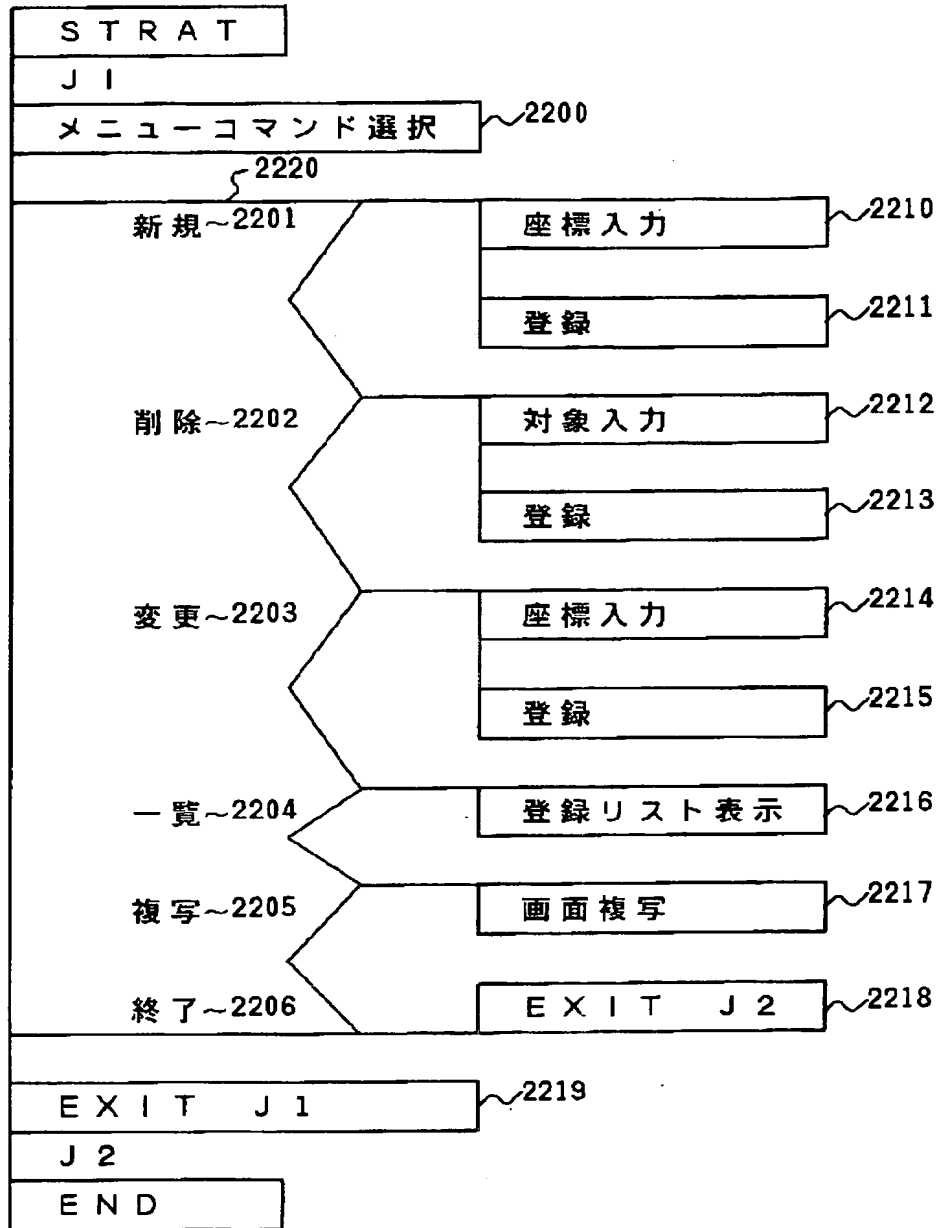 STRAT
J1
メニューコマンド選択 2200
2220
新規～2201 座標入力 2210
登録 2211
削除～2202 対象入力 2212
登録 2213
変更～2203 座標入力 2214
登録 2215
一覧～2204 登録リスト表示 2216
複写～2205 画面複写 2217
終了～2206 EXIT J2 2218
EXIT J1 2219
J2
END